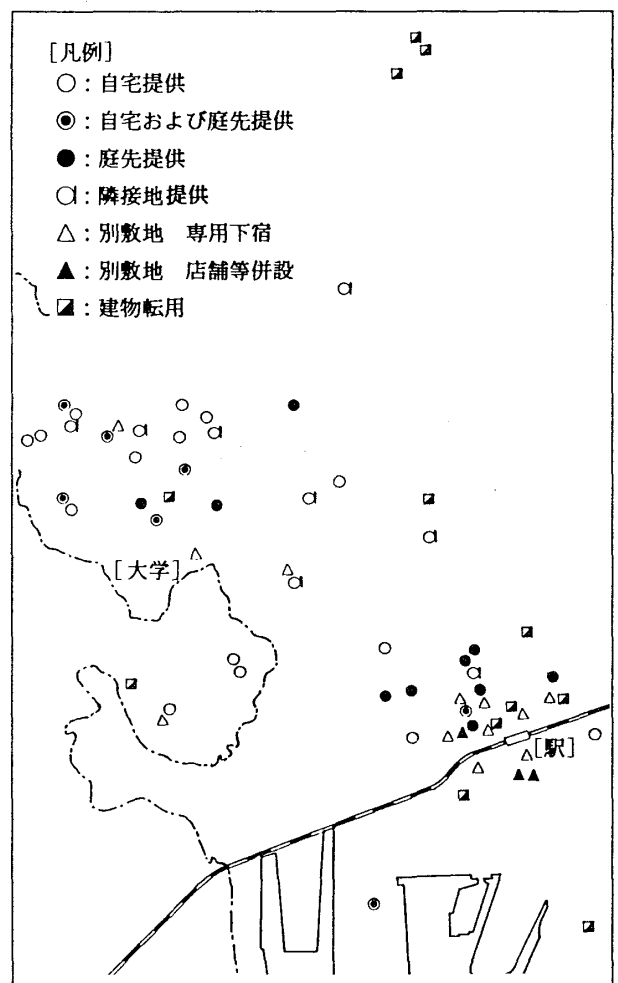 [凡例]
○：自宅提供
◉：自宅および庭先提供
●：庭先提供
隣接地提供
△：別敷地 専用下宿
▲：別敷地 店舗等併設
◪：建物転用
[大学]
[駅]